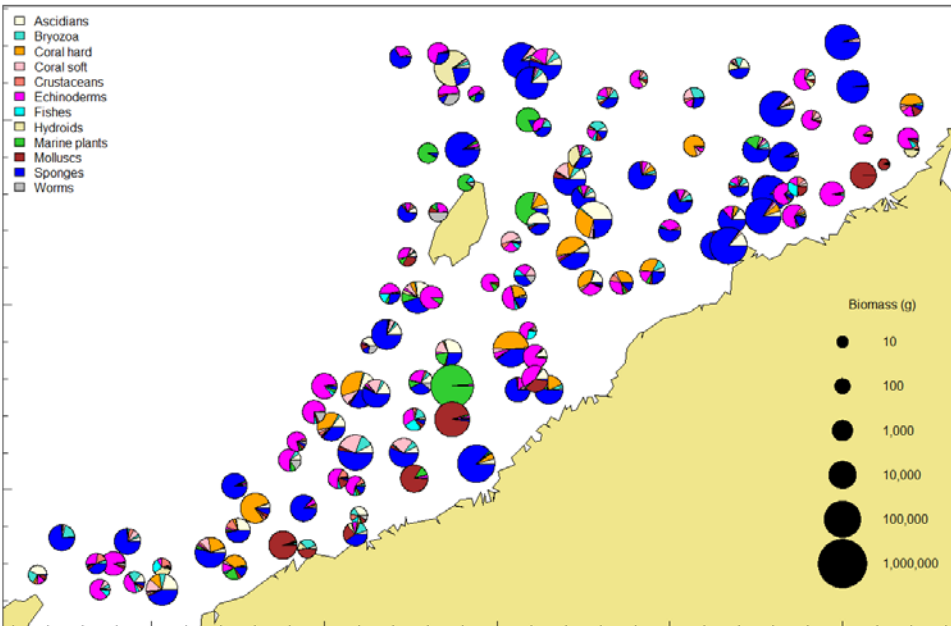 Ascidians
Bryozoa
Coral hard
Coral soft
Crustaceans
Echinoderms
Fishes
Hydroids
Marine plants
Molluscs
Sponges
Worms
Biomass (g)
10
100
1,000
10,000
100,000
1,000,000